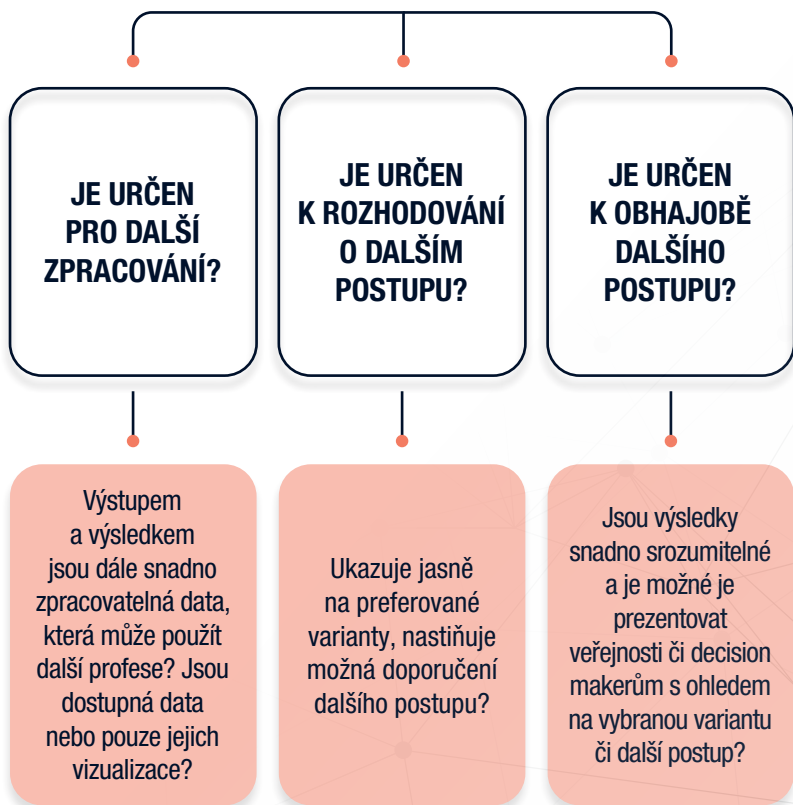 JE URČEN
PRO DALŠÍ
ZPRACOVÁNÍ?
JE URČEN
K ROZHODOVÁNÍ
O DALŠÍM
POSTUPU?
JE URČEN
K OBHAJOBĚ
DALŠÍHO
POSTUPU?
Výstupem
a výsledkem
jsou dále snadno
zpracovatelná data,
která může použít
další profese? Jsou
dostupná data
nebo pouze jejich
vizualizace?
Ukazuje jasně
na preferované
varianty, nastiňuje
možná doporučení
dalšího postupu?
Jsou výsledky
snadno srozumitelné
a je možné je
prezentovat
veřejnosti či decision
makerům s ohledem
na vybranou variantu
či další postup?